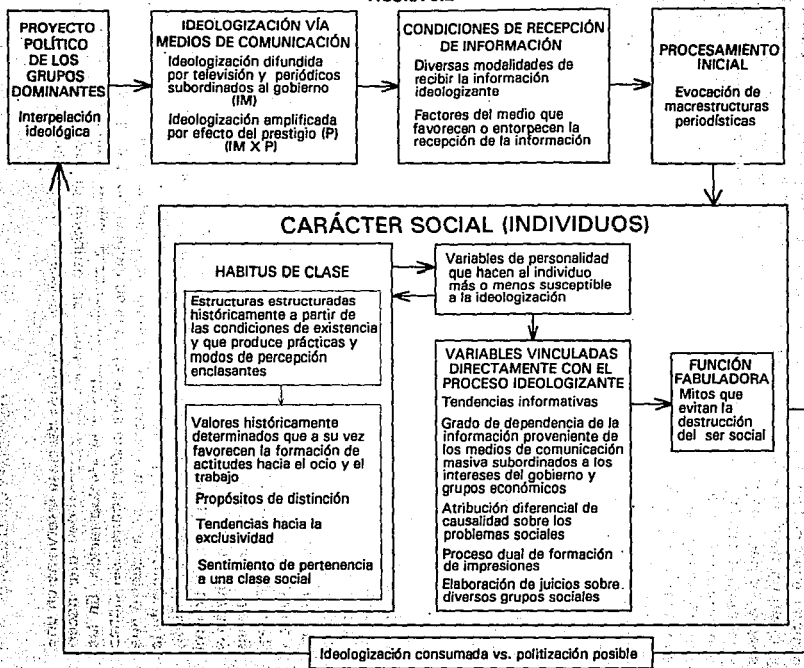 PROYECTO
POLÍTICO
DE LOS
GRUPOS
DOMINANTES
Interpelación
ideológica
IDEOLOGIZACIÓN VÍA
MEDIOS DE COMUNICACIÓN
Ideologización difundida
por televisión y periódicos
subordinados al gobierno
(IM)
Ideologización amplificada
por efecto del prestigio (P)
(IM X P)
CONDICIONES DE RECEPCIÓN
DE INFORMACIÓN
Diversas modalidades de
recibir la información
ideologizante
Factores del medio que
favorecen o entorpecen la
recepción de la información
PROCESAMIENTO
INICIAL
Evocación de
macrestructuras
periodísticas
CARÁCTER SOCIAL (INDIVIDUOS)
HABITUS DE CLASE
Estructuras estructuradas
históricamente a partir de
las condiciones de existencia
y que produce prácticas y
modos de percepción
enclasantes
Valores históricamente
determinados que a su vez
favorecen la formación de
actitudes hacia el ocio y el
trabajo
Propósitos de distinción
Tendencias hacia la
exclusividad
Sentimiento de pertenencia
a una clase social
Variables de personalidad
que hacen al individuo
más o menos susceptible
a la ideologización
VARIABLES VINCULADAS
DIRECTAMENTE CON EL
PROCESO IDEOLOGIZANTE
Tendencias informativas
Grado de dependencia de la
información proveniente de
los medios de comunicación
masiva subordinados a los
intereses del gobierno y
grupos económicos
Atribución diferencial de
causalidad sobre los
problemas sociales
Proceso dual de formación
de impresiones
Elaboración de juicios sobre
diversos grupos sociales
FUNCIÓN
FABULADORA
Mitos que
evitan la
destrucción
del ser social
Ideologización consumada vs. politización posible